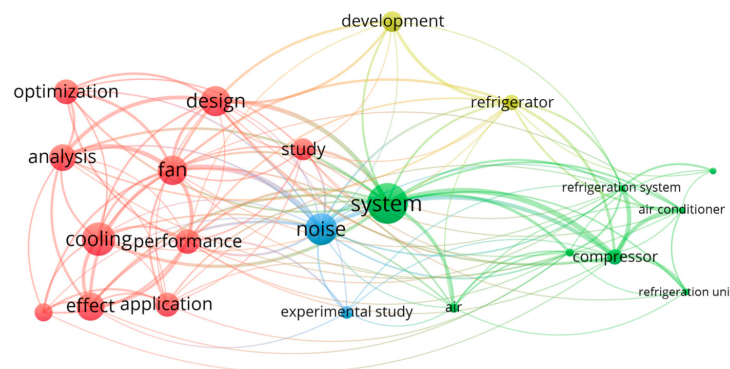 development
optimization
design
refrigerator
study
analysis
fan
refrigeration system
system
air conditioner
noise
cooling
performance
compressor
refrigeration uni
effect
application
experimental study
air